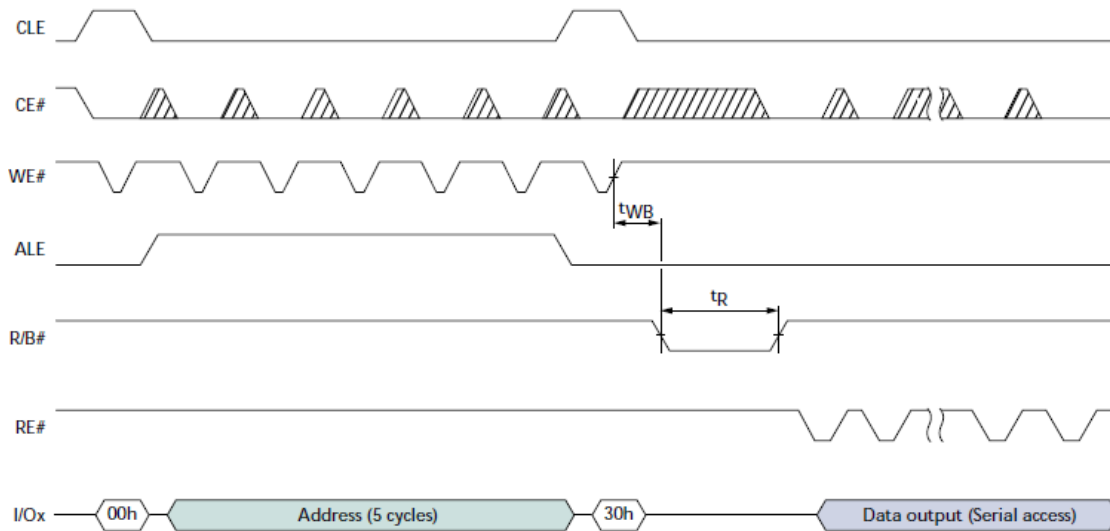 CLE
CE#
WE#
tWB
ALE
tR
R/B#
RE#
I/Ox
00h
Address (5 cycles)
30h
Data output (Serial access)